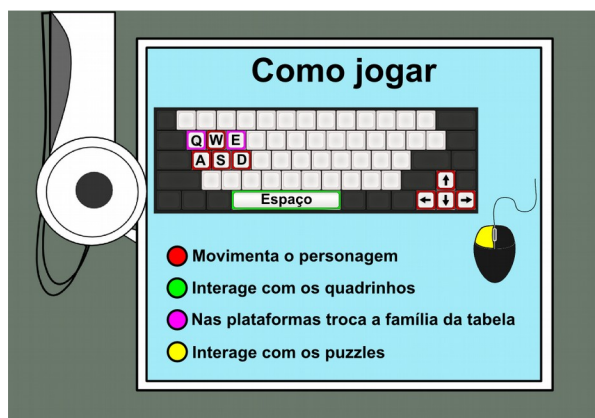 Como jogar
Q W E
A S D
↑
Espaço ← ↓ →
Movimenta o personagem
Interage com os quadrinhos
Nas plataformas troca a família da tabela
Interage com os puzzles